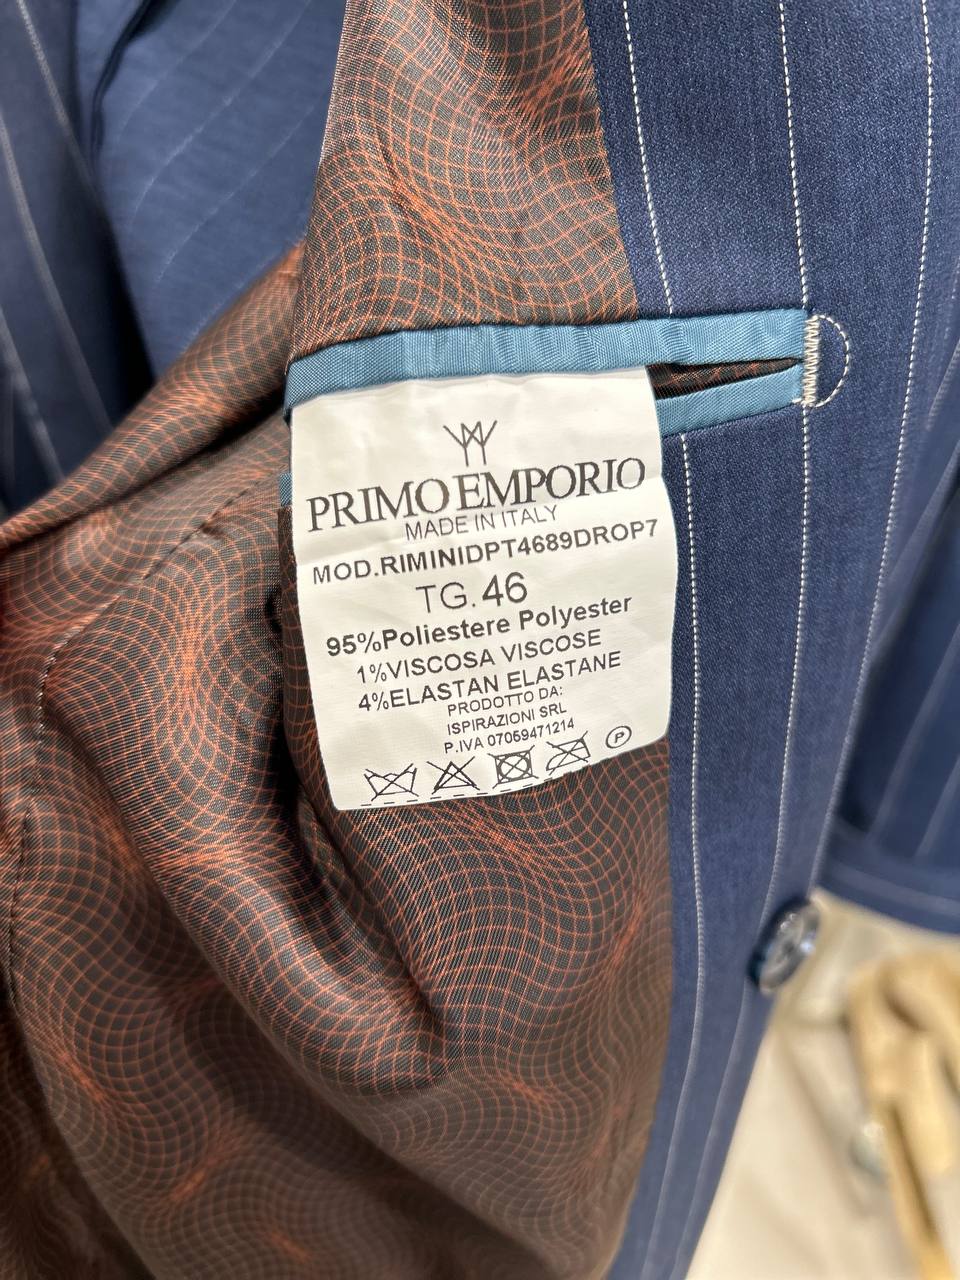 PRIMO EMPORIO
MADE IN ITALY
MOD.RIMINIDPT4689DROP7
TG. 46
95%Poliestere Polyester
1%VISCOSA VISCOSE
4%ELASTAN ELASTANE
PRODOTTO DA:
ISPIRAZIONI SRL
P.IVA 07059471214
P